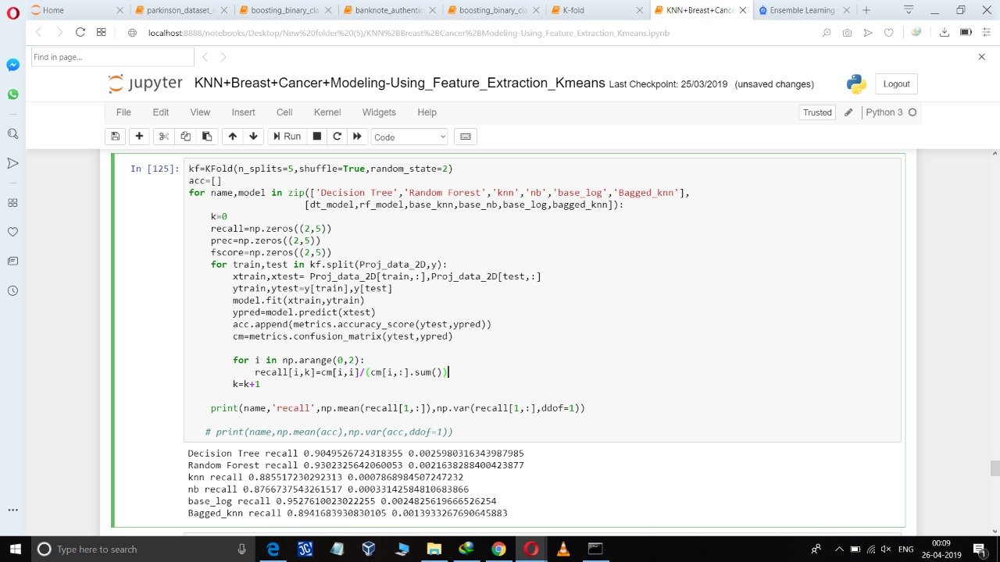 Home
parkinson_dataset_v
boosting_binary_cla
banknote_authentic
boosting_binary_cla
K-fold
KNN+Breast+Cance
Ensemble Learning
localhost:8888/notebooks/Desktop/New%20folder%20(5)/KNN%2BBreast%2BCancer%2BModeling-Using_Feature_Extraction_Kmeans.ipynb
Find in page...
jupyter KNN+Breast+Cancer+Modeling-Using_Feature_Extraction_Kmeans Last Checkpoint: 25/03/2019 (unsaved changes)
Logout
File Edit View Insert Cell Kernel Widgets Help
Trusted
Python 3
Run
Code
In [125]:
kf=KFold(n_splits=5,shuffle=True,random_state=2)
acc=[]
for name,model in zip(['Decision Tree','Random Forest','knn','nb','base_log','Bagged_knn'],
[dt_model,rf_model,base_knn,base_nb,base_log,bagged_knn]):
k=0
recall=np.zeros((2,5))
prec=np.zeros((2,5))
fscore=np.zeros((2,5))
for train,test in kf.split(Proj_data_2D,y):
xtrain,xtest= Proj_data_2D[train,:],Proj_data_2D[test,:]
ytrain,ytest=y[train],y[test]
model.fit(xtrain,ytrain)
ypred=model.predict(xtest)
acc.append(metrics.accuracy_score(ytest,ypred))
cm=metrics.confusion_matrix(ytest,ypred)
for i in np.arange(0,2):
recall[i,k]=cm[i,i]/(cm[i,:].sum())
k=k+1
print(name,'recall',np.mean(recall[1,:]),np.var(recall[1,:],ddof=1))
# print(name,np.mean(acc),np.var(acc,ddof=1))
Decision Tree recall 0.9049526724318355 0.0025980316343987985
Random Forest recall 0.9302325642060053 0.0021638288400423877
knn recall 0.885517230292313 0.0007868984507247232
nb recall 0.8766737543261517 0.00033142584810683866
base_log recall 0.9527610023022255 0.0024825619666526254
Bagged_knn recall 0.8941683930830105 0.0013933267690645883
Type here to search
ENG
00:09
26-04-2019
1